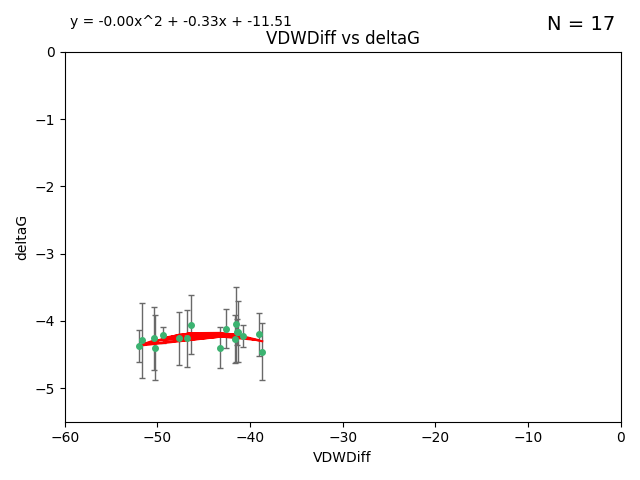 y = -0.00x^2 + -0.33x + -11.51
N = 17
VDWDiff vs deltaG
0
−1
−2
−3
−4
−5
deltaG
−60
−50
−40
−30
−20
−10
0
VDWDiff